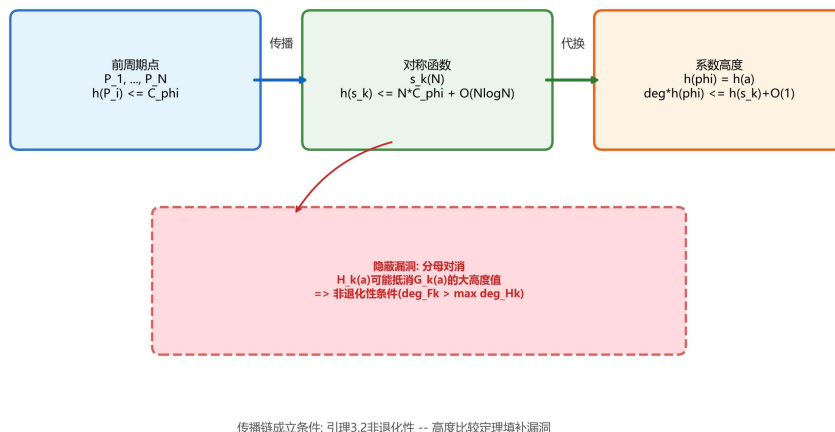 前周期点
P_1, ..., P_N
h(P_i) <= C_phi
传播
对称函数
s_k(N)
h(s_k) <= N*C_phi + O(NlogN)
代换
系数高度
h(phi) = h(a)
deg*h(phi) <= h(s_k)+O(1)
隐蔽漏洞: 分母对消
H_k(a)可能抵消G_k(a)的大高度值
=> 非退化性条件(deg_Fk > max deg_Hk)
传播链成立条件: 引理3.2非退化性 -- 高度比较定理填补漏洞